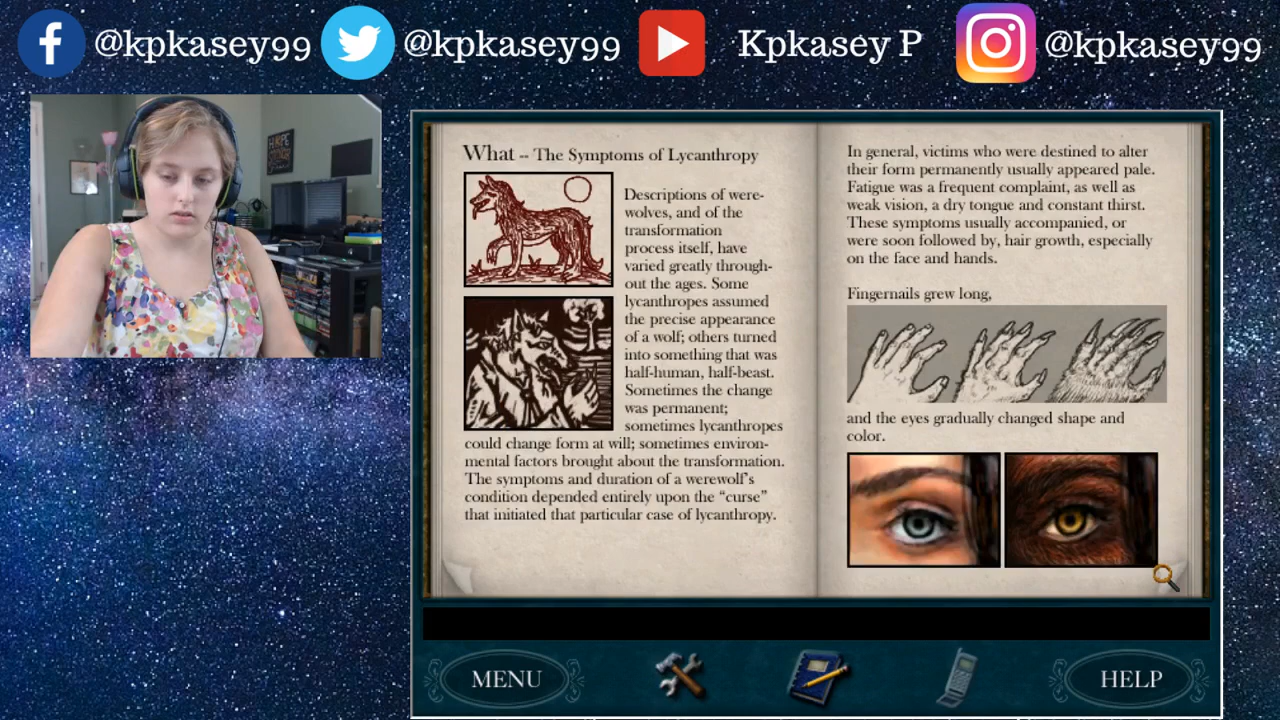 @kpkasey99 @kpkasey99 Kpkasey P @kpkasey99
What -- The Symptoms of Lycanthropy
Descriptions of were-
wolves, and of the
transformation
process itself, have
varied greatly through-
out the ages. Some
lycanthropes assumed
the precise appearance
of a wolf; others turned
into something that was
half-human, half-beast.
Sometimes the change
was permanent;
sometimes lycanthropes
could change form at will; sometimes environ-
mental factors brought about the transformation.
The symptoms and duration of a werewolf's
condition depended entirely upon the “curse”
that initiated that particular case of lycanthropy.
In general, victims who were destined to alter
their form permanently usually appeared pale.
Fatigue was a frequent complaint, as well as
weak vision, a dry tongue and constant thirst.
These symptoms usually accompanied, or
were soon followed by, hair growth, especially
on the face and hands.
Fingernails grew long,
and the eyes gradually changed shape and
color.
MENU
HELP